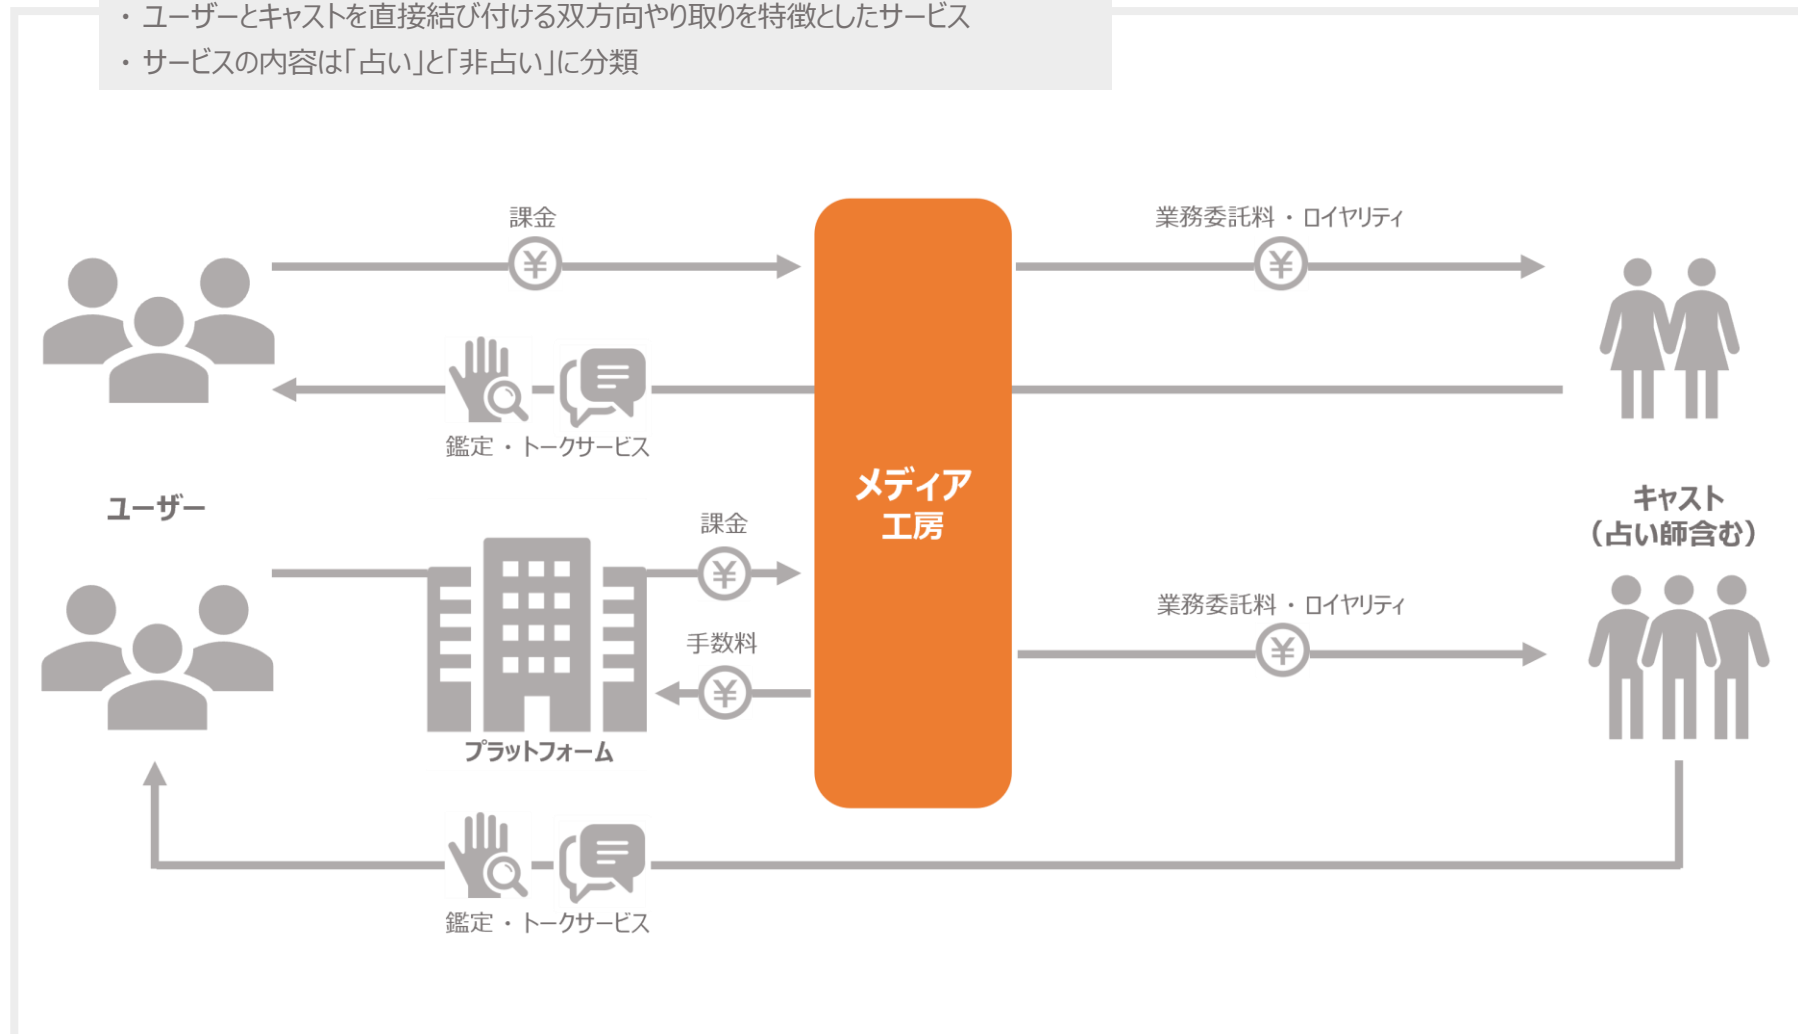 ・ ユーザーとキャストを直接結び付ける双方向やり取りを特徴としたサービス
・ サービスの内容は「占い」と「非占い」に分類
課金
¥
業務委託料 ・ ロイヤリティ
¥
鑑定 ・ トークサービス
ユーザー
メディア
工房
キャスト
（占い師含む）
課金
¥
手数料
¥
業務委託料 ・ ロイヤリティ
¥
プラットフォーム
鑑定 ・ トークサービス